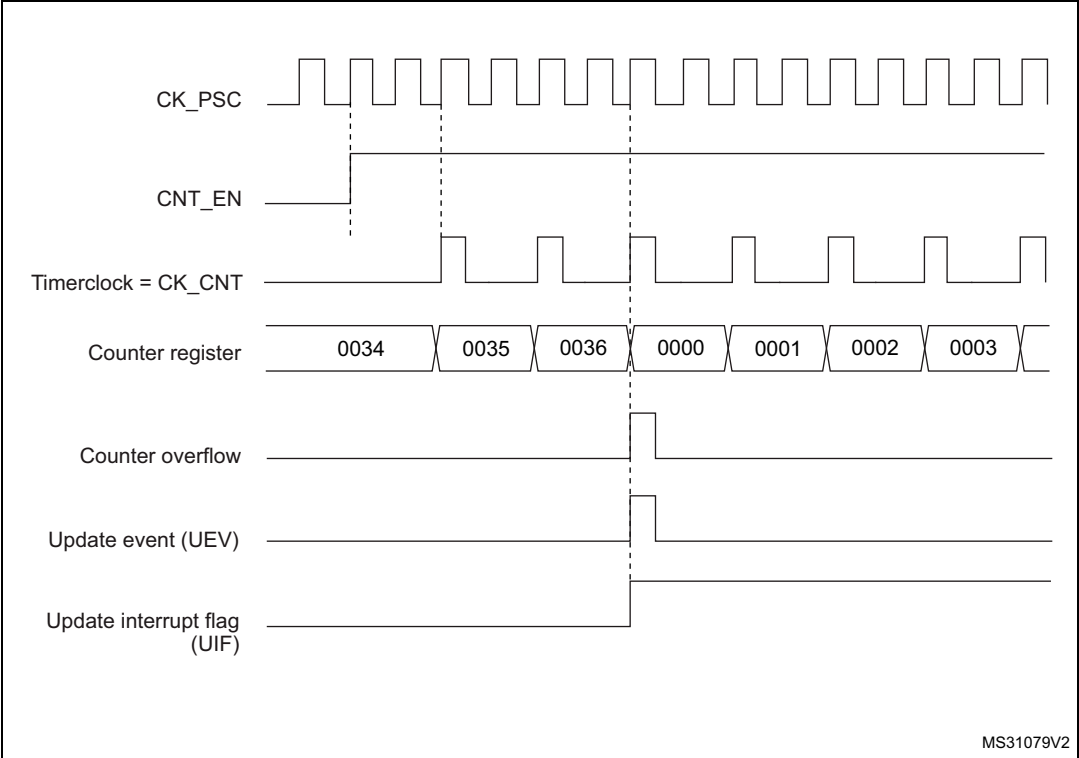 CK_PSC
CNT_EN
Timerclock = CK_CNT
Counter register
0034 0035 0036 0000 0001 0002 0003
Counter overflow
Update event (UEV)
Update interrupt flag
(UIF)
MS31079V2